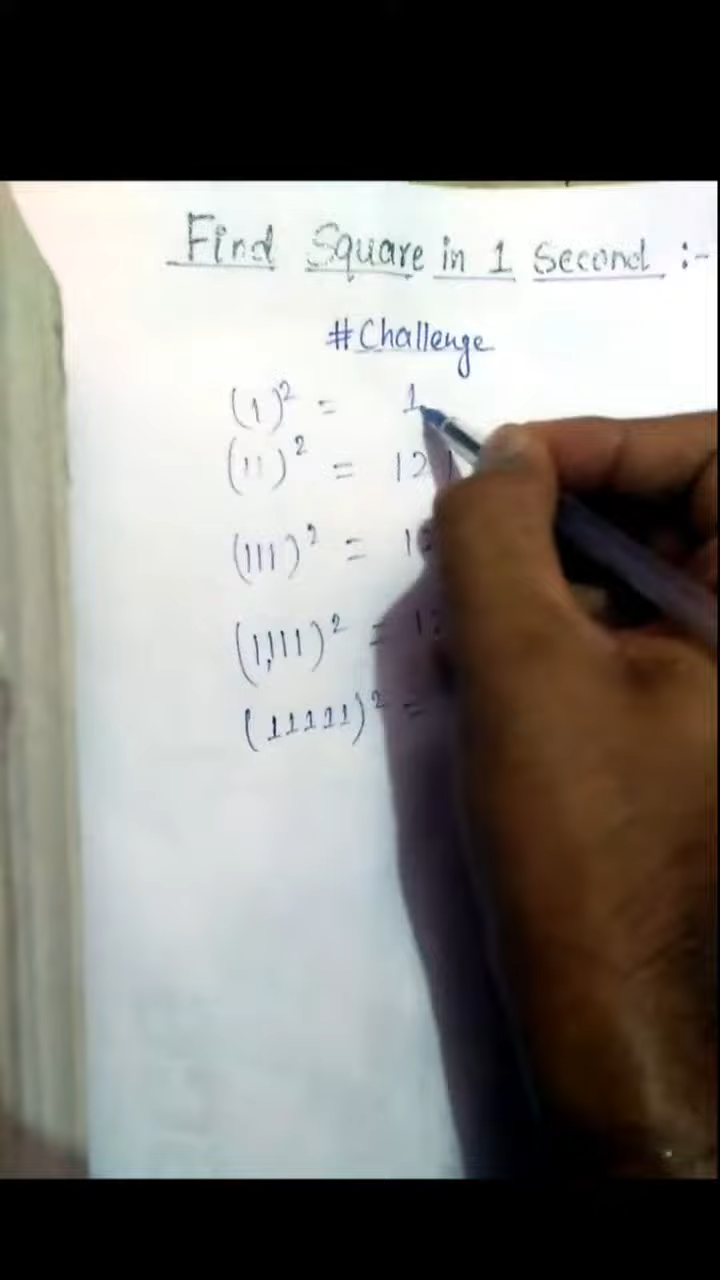 Find Square in 1 Second :-
#Challenge
(1)² = 1
(11)² = 121
(111)² = 1
(1,111)² = 12
(11111)² =